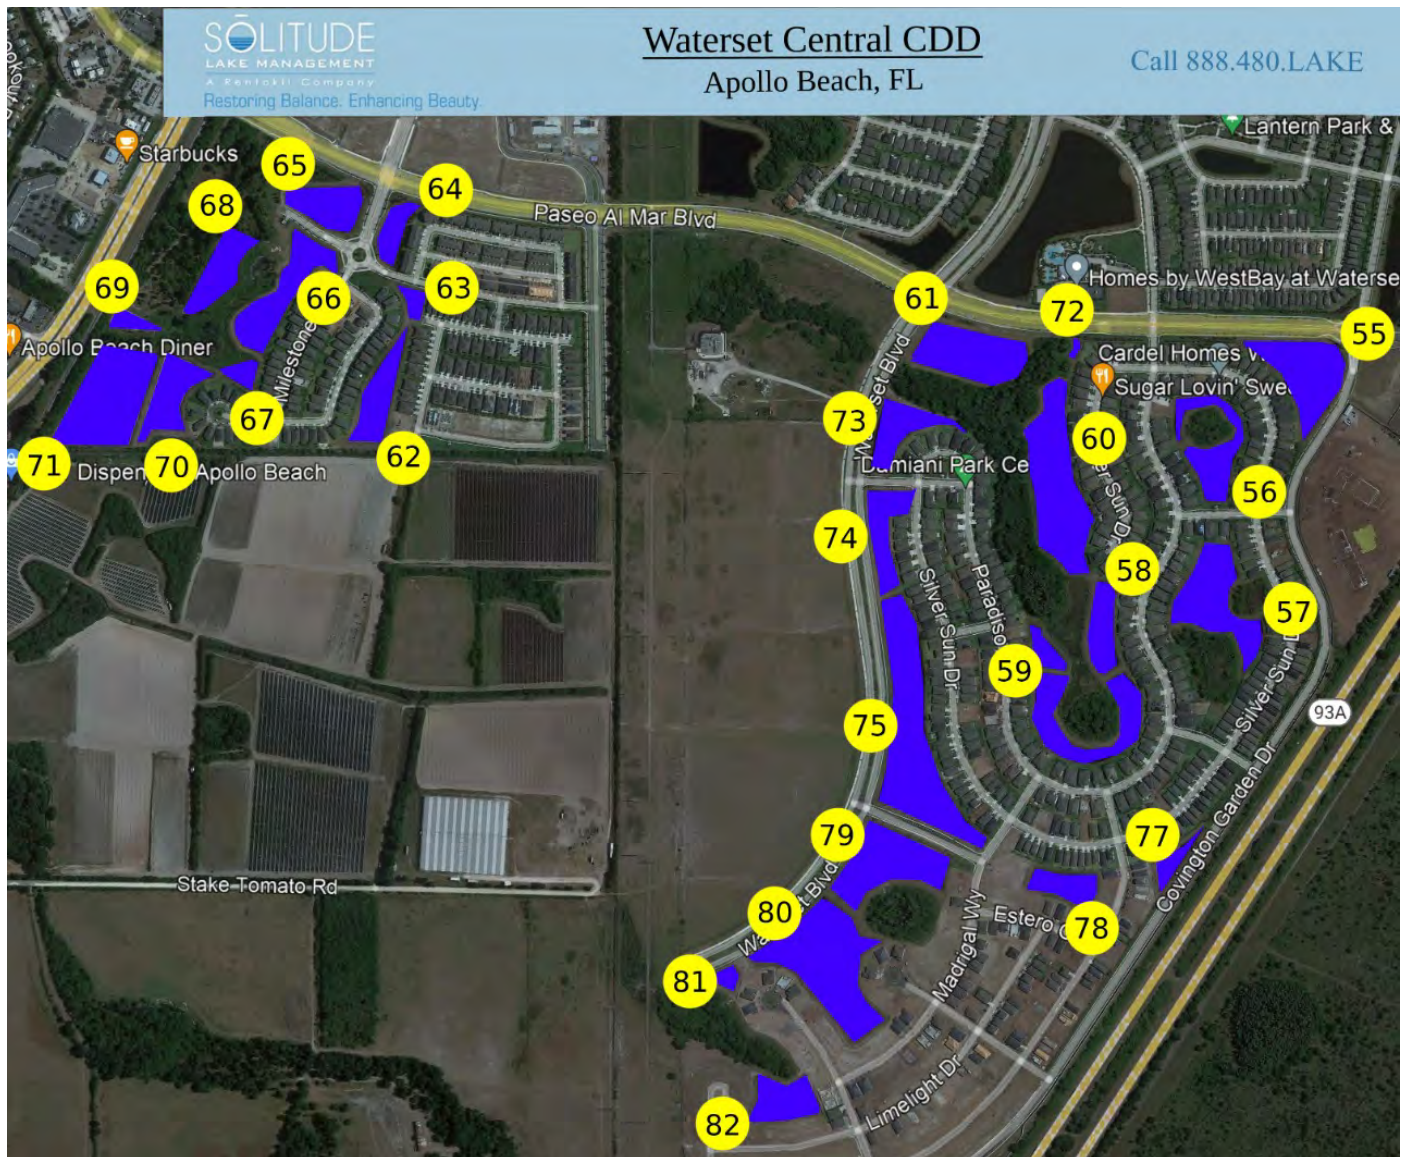 SŌLITUDE
LAKE MANAGEMENT
A Rentokil Company
Restoring Balance. Enhancing Beauty.
Waterset Central CDD
Apollo Beach, FL
Call 888.480.LAKE
Starbucks
Lantern Park &
65
64
68
Paseo Al Mar Blvd
69
66
63
61
72
Homes by WestBay at Waterse
55
Apollo Beach Diner
Milestone
Cardel Homes
Sugar Lovin' Swe
73
67
60
62
71
Dispen
70
Apollo Beach
Damiani Park Ce
56
74
Silver Sun Dr
Paradiso
58
57
59
Silver Sun D
93A
75
79
77
Covington Garden Dr
Stake Tomato Rd
80
Estero
78
Madrigal Wy
81
Limelight Dr
82